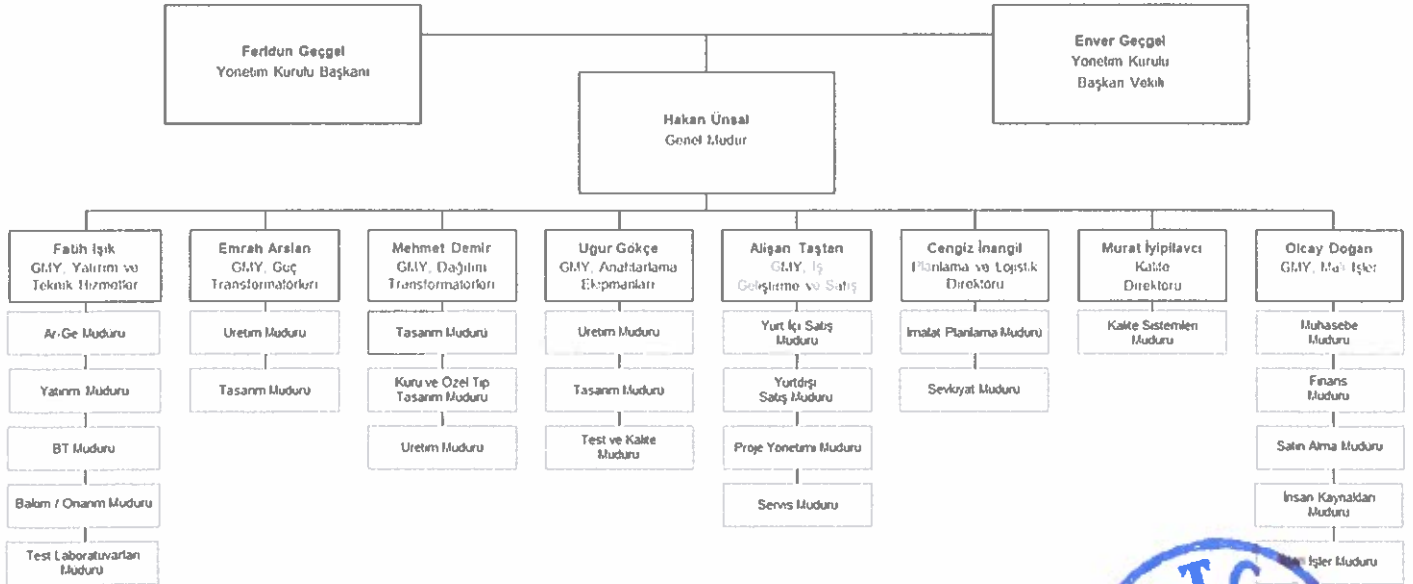 Feridun Geçgel
Yönetim Kurulu Başkanı
Enver Geçgel
Yönetim Kurulu
Başkan Vekili
Hakan Ünsal
Genel Müdür
Fatih Işık
GMY, Yatırım ve
Teknik Hizmetler
Emrah Arslan
GMY, Güç
Transformatörleri
Mehmet Demir
GMY, Dağıtım
Transformatörleri
Uğur Gökçe
GMY, Anahtarlama
Ekipmanları
Alişan Taşten
GMY, İş
Geliştirme ve Satış
Cengiz İnangil
Planlama ve Lojistik
Direktörü
Murat İyipilavcı
Kalite
Direktörü
Olcay Doğan
GMY, Mali İşler
Ar-Ge Müdürü
Yatırım Müdürü
BT Müdürü
Bakım / Onarım Müdürü
Test Laboratuvarları
Müdürü
Üretim Müdürü
Tasarım Müdürü
Tasarım Müdürü
Kuru ve Özel Tip
Tasarım Müdürü
Üretim Müdürü
Üretim Müdürü
Tasarım Müdürü
Test ve Kalite
Müdürü
Yurt İçi Satış
Müdürü
Yurtdışı
Satış Müdürü
Proje Yönetimi Müdürü
Servis Müdürü
İmalat Planlama Müdürü
Sevkiyat Müdürü
Kalite Sistemleri
Müdürü
Muhasebe
Müdürü
Finans
Müdürü
Satın Alma Müdürü
İnsan Kaynakları
Müdürü
İşler Müdürü
T.C.